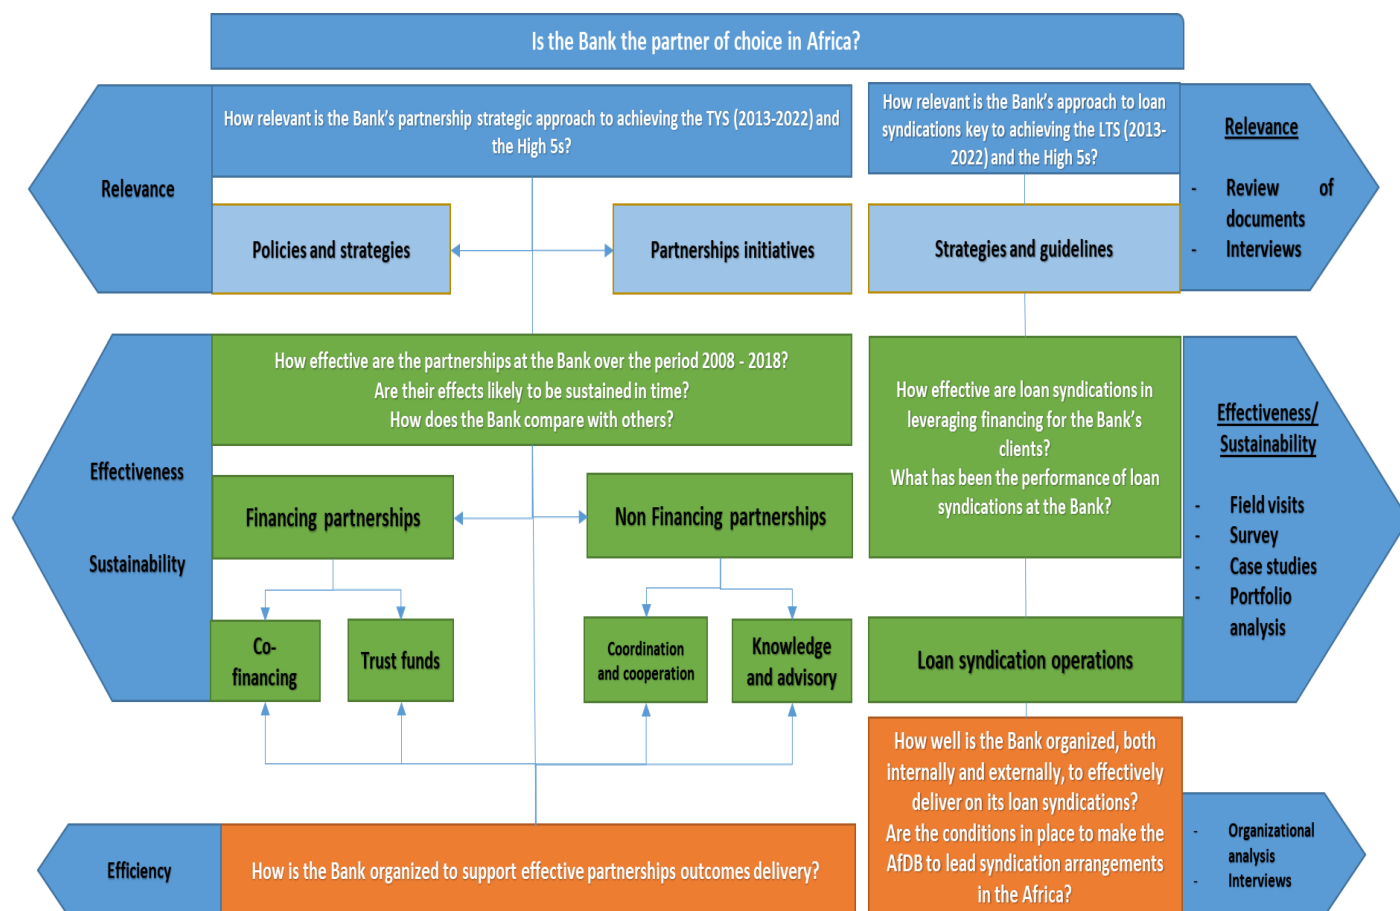 Is the Bank the partner of choice in Africa?
How relevant is the Bank's partnership strategic approach to achieving the TYS (2013-2022) and
the High 5s?
How relevant is the Bank's approach to loan
syndications key to achieving the LTS (2013-
2022) and the High 5s?
Relevance
Relevance
- Review of
documents
- Interviews
Policies and strategies
Partnerships initiatives
Strategies and guidelines
How effective are the partnerships at the Bank over the period 2008 - 2018?
Are their effects likely to be sustained in time?
How does the Bank compare with others?
How effective are loan syndications in
leveraging financing for the Bank's
clients?
What has been the performance of loan
syndications at the Bank?
Effectiveness
Sustainability
Effectiveness/
Sustainability
- Field visits
- Survey
- Case studies
- Portfolio
analysis
Financing partnerships
Non Financing partnerships
Co-
financing
Trust funds
Coordination
and cooperation
Knowledge
and advisory
Loan syndication operations
How well is the Bank organized, both
internally and externally, to effectively
deliver on its loan syndications?
Are the conditions in place to make the
AfDB to lead syndication arrangements
in the Africa?
Efficiency
How is the Bank organized to support effective partnerships outcomes delivery?
- Organizational
analysis
- Interviews